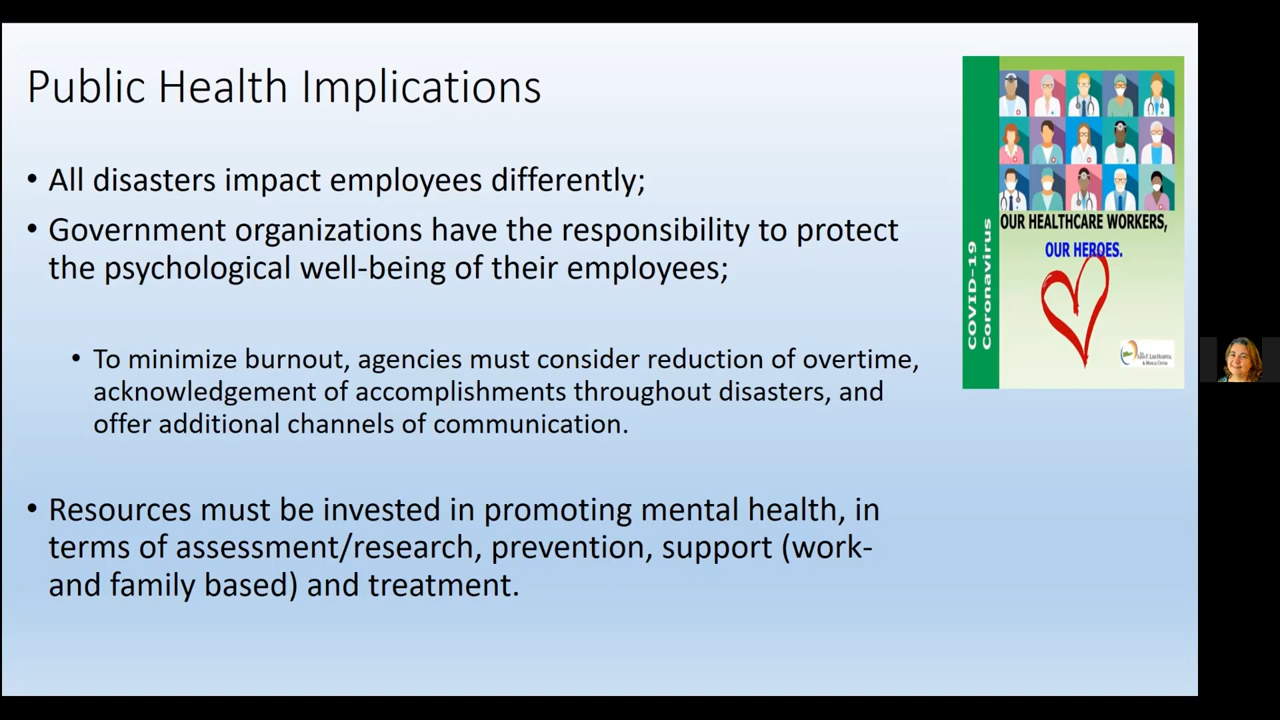 Public Health Implications
• All disasters impact employees differently;
• Government organizations have the responsibility to protect
the psychological well-being of their employees;
• To minimize burnout, agencies must consider reduction of overtime,
acknowledgement of accomplishments throughout disasters, and
offer additional channels of communication.
• Resources must be invested in promoting mental health, in
terms of assessment/research, prevention, support (work-
and family based) and treatment.
COVID-19
Coronavirus
OUR HEALTHCARE WORKERS,
OUR HEROES.
& Medical Center